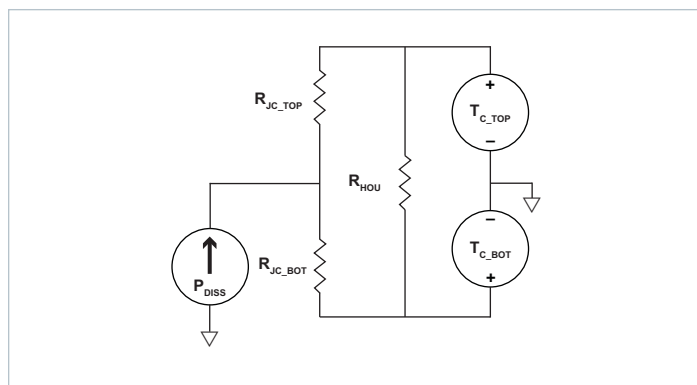 R_JC_TOP
+
T_C_TOP
–
R_HOU
–
R_JC_BOT
T_C_BOT
P_DISS
+